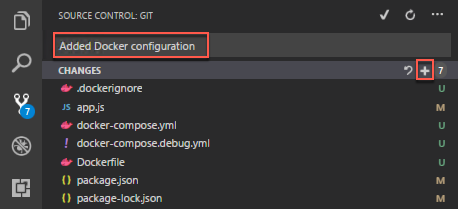 SOURCE CONTROL: GIT
Added Docker configuration
CHANGES 7
.dockerignore U
JS app.js M
docker-compose.yml U
! docker-compose.debug.yml U
Dockerfile U
{} package.json M
{} package-lock.json M
7